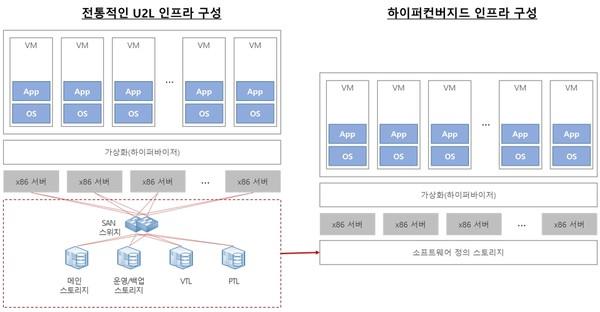 전통적인 U2L 인프라 구성
VM VM VM VM VM
...
App App App App App
OS OS OS OS OS
가상화(하이퍼바이저)
x86 서버 x86 서버 x86 서버 ... x86 서버
SAN
스위치
메인
스토리지
운영/백업
스토리지
VTL
PTL
하이퍼컨버지드 인프라 구성
VM VM VM VM VM
...
App App App App App
OS OS OS OS OS
가상화(하이퍼바이저)
x86 서버 x86 서버 x86 서버 ... x86 서버
소프트웨어 정의 스토리지